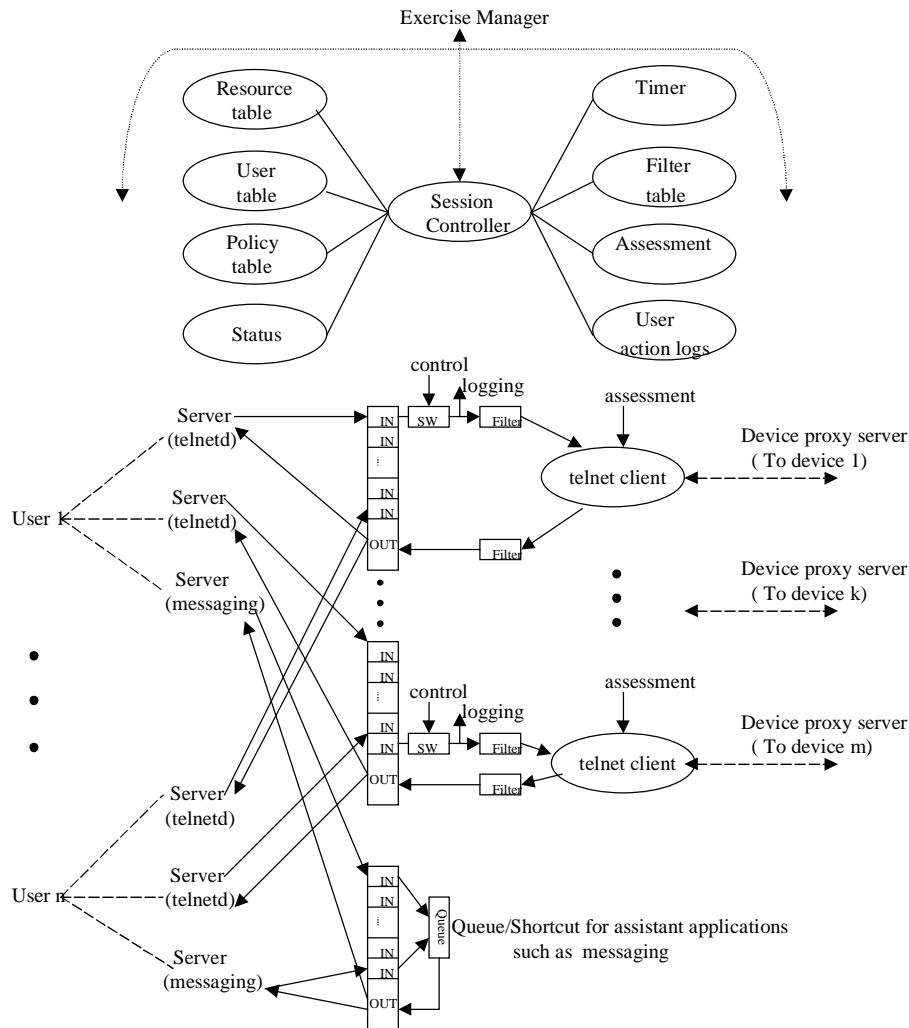 Exercise Manager
Resource
table
Timer
User
table
Filter
table
Session
Controller
Policy
table
Assessment
Status
User
action logs
control
logging
assessment
Server
(telnetd)
IN
SW
Filter
IN
...
IN
IN
OUT
telnet client
Filter
Device proxy server
( To device 1)
User 1
Server
(telnetd)
Server
(messaging)
Device proxy server
( To device k)
IN
IN
...
IN
IN
OUT
control
logging
SW
Filter
Filter
assessment
telnet client
Device proxy server
( To device m)
Server
(telnetd)
User n
Server
(telnetd)
Server
(messaging)
IN
IN
...
IN
IN
OUT
Queue
Queue/Shortcut for assistant applications
such as messaging